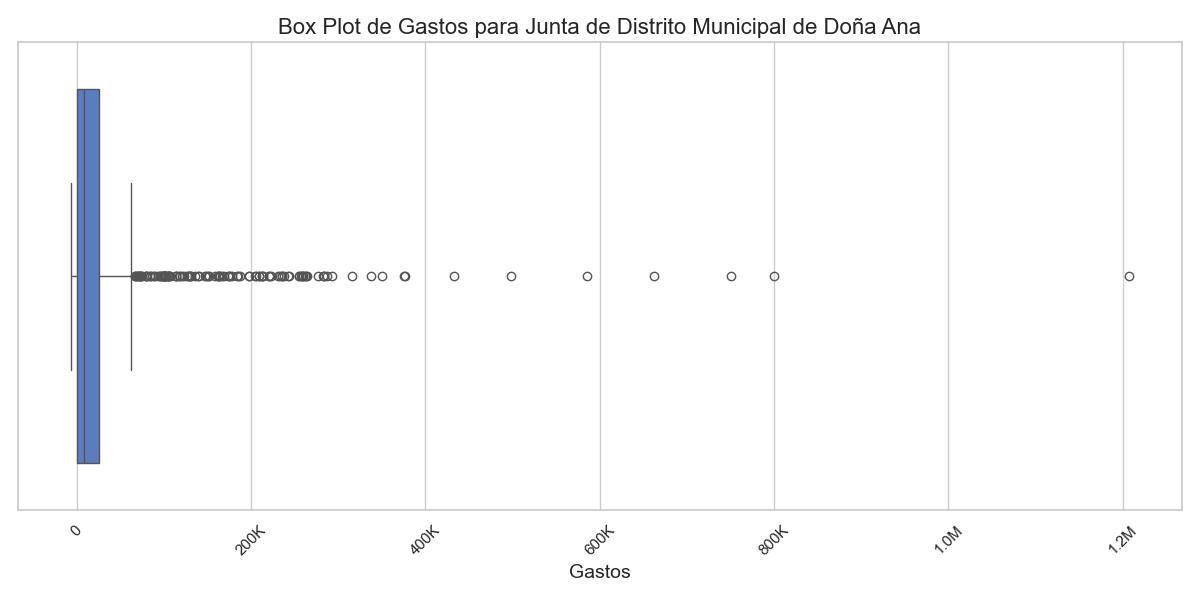 Box Plot de Gastos para Junta de Distrito Municipal de Doña Ana
0
200K
400K
600K
800K
1.0M
1.2M
Gastos